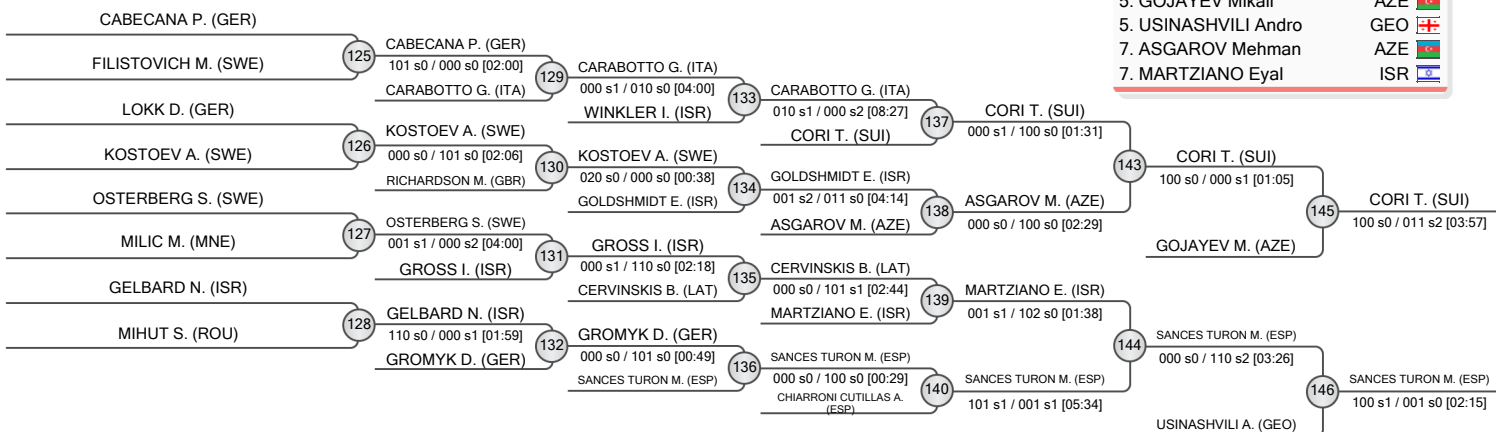 5. GOJAYEV Mikail AZE
5. USINASHVILI Andro GEO
7. ASGAROV Mehman AZE
7. MARTZIANO Eyal ISR
CABECANA P. (GER)
125
FILISTOVICH M. (SWE)
LOKK D. (GER)
126
KOSTOEV A. (SWE)
OSTERBERG S. (SWE)
127
MILIC M. (MNE)
GELBARD N. (ISR)
128
MIHUT S. (ROU)
CABECANA P. (GER)
101 s0 / 000 s0 [02:00]
129
CARABOTTO G. (ITA)
KOSTOEV A. (SWE)
000 s0 / 101 s0 [02:06]
130
RICHARDSON M. (GBR)
OSTERBERG S. (SWE)
001 s1 / 000 s2 [04:00]
131
GROSS I. (ISR)
GELBARD N. (ISR)
110 s0 / 000 s1 [01:59]
132
GROMYK D. (GER)
CARABOTTO G. (ITA)
000 s1 / 010 s0 [04:00]
133
WINKLER I. (ISR)
KOSTOEV A. (SWE)
020 s0 / 000 s0 [00:38]
134
GOLDSHMIDT E. (ISR)
GROSS I. (ISR)
000 s1 / 110 s0 [02:18]
135
CERVINSKIS B. (LAT)
GROMYK D. (GER)
000 s0 / 101 s0 [00:49]
136
SANCES TURON M. (ESP)
CARABOTTO G. (ITA)
010 s1 / 000 s2 [08:27]
137
CORI T. (SUI)
GOLDSHMIDT E. (ISR)
001 s2 / 011 s0 [04:14]
138
ASGAROV M. (AZE)
CERVINSKIS B. (LAT)
000 s0 / 101 s1 [02:44]
139
MARTZIANO E. (ISR)
SANCES TURON M. (ESP)
000 s0 / 100 s0 [00:29]
140
CHIARRONI CUTILLAS A.
(ESP)
CORI T. (SUI)
000 s1 / 100 s0 [01:31]
143
ASGAROV M. (AZE)
000 s0 / 100 s0 [02:29]
MARTZIANO E. (ISR)
001 s1 / 102 s0 [01:38]
144
SANCES TURON M. (ESP)
101 s1 / 001 s1 [05:34]
CORI T. (SUI)
100 s0 / 000 s1 [01:05]
145
GOJAYEV M. (AZE)
SANCES TURON M. (ESP)
000 s0 / 110 s2 [03:26]
146
USINASHVILI A. (GEO)
CORI T. (SUI)
100 s0 / 011 s2 [03:57]
SANCES TURON M. (ESP)
100 s1 / 001 s0 [02:15]